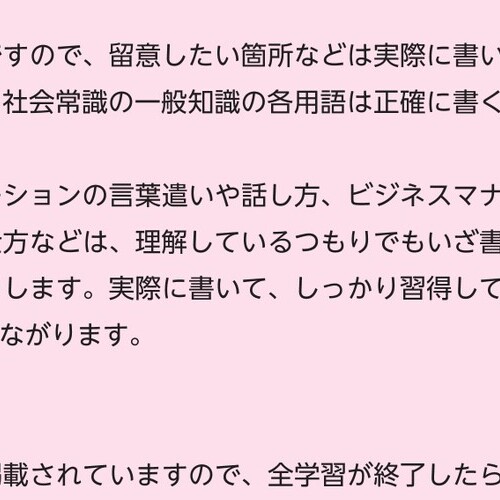 ですので、留意したい箇所などは実際に書い
社会常識の一般知識の各用語は正確に書く
ーションの言葉遣いや話し方、ビジネスマナ
仕方などは、理解しているつもりでもいざ書
します。実際に書いて、しっかり習得して
ながります。
掲載されていますので、全学習が終了したら